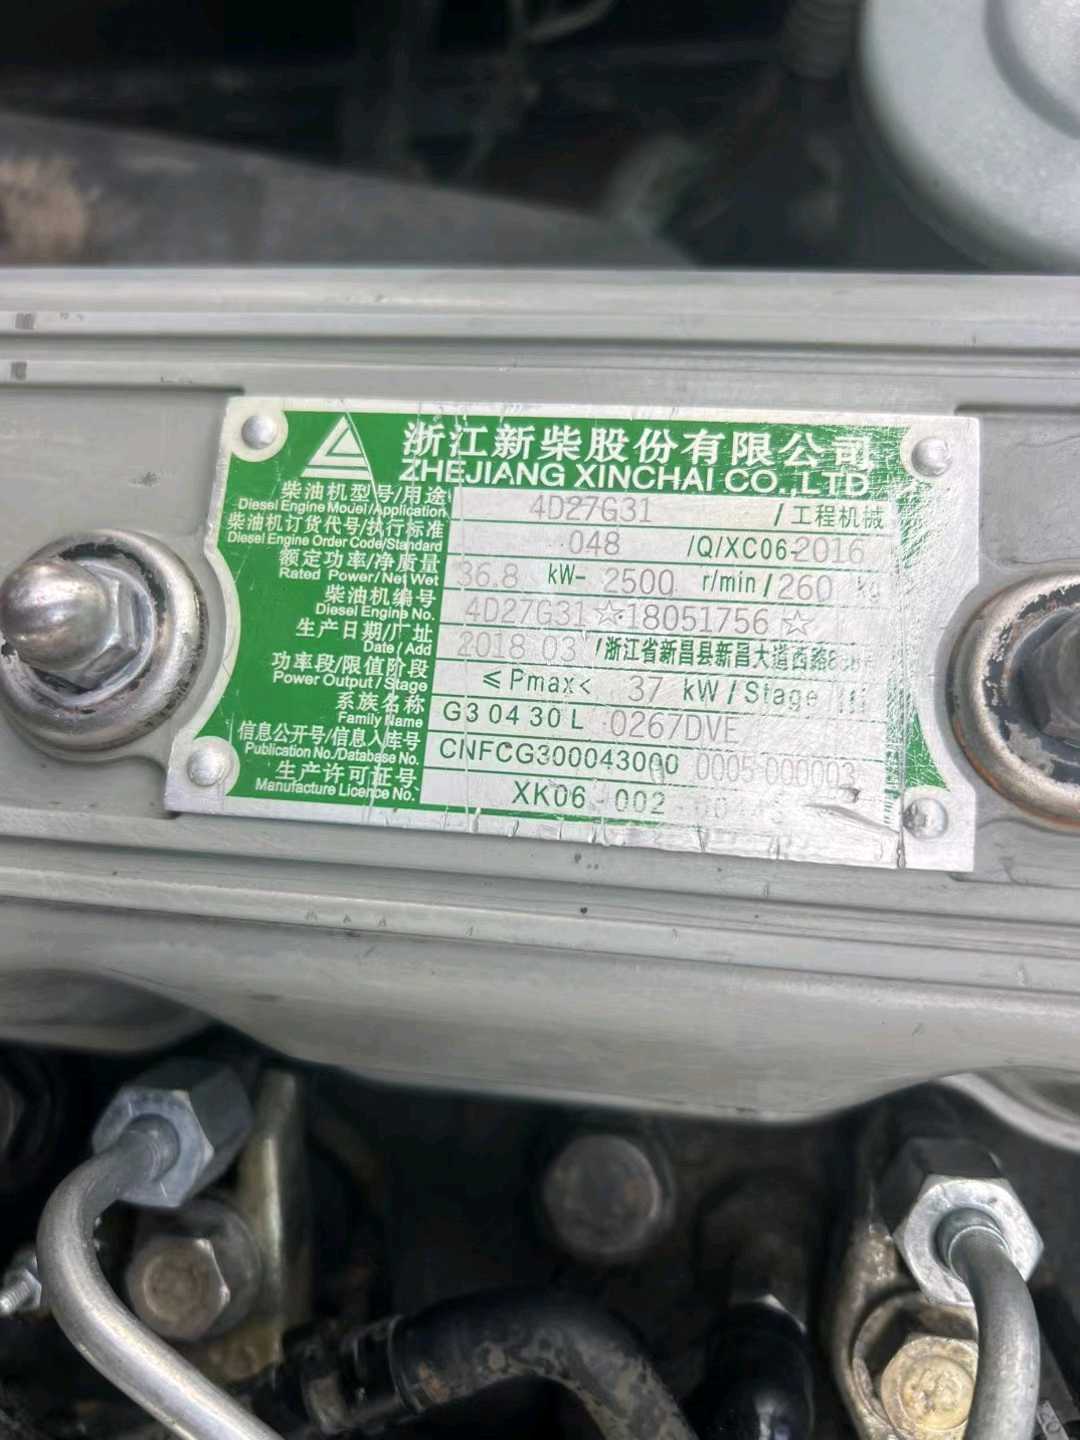 浙江新柴股份有限公司
ZHEJIANG XINCHAI CO.,LTD
柴油机型号/用途 4D27G31 /工程机械
Diesel Engine Model/Application
柴油机订货代号/执行标准 048 /Q/XC06-2016
Diesel Engine Order Code/Standard
额定功率/净质量 36.8 kW- 2500 r/min/260 kg
Rated Power/Net Wet
柴油机编号 4D27G31☆18051756☆
Diesel Engine No.
生产日期/厂址 2018 03 /浙江省新昌县新昌大道西路
Date/Add
功率段/限值阶段 ≤Pmax< 37 kW/Stage III
Power Output/Stage
系族名称 G3 04 30 L 0267DVE
Family Name
信息公开号/信息入库号 CNFCG300043000 0005 000003
Publication No./Database No.
生产许可证号 XK06-002
Manufacture Licence No.